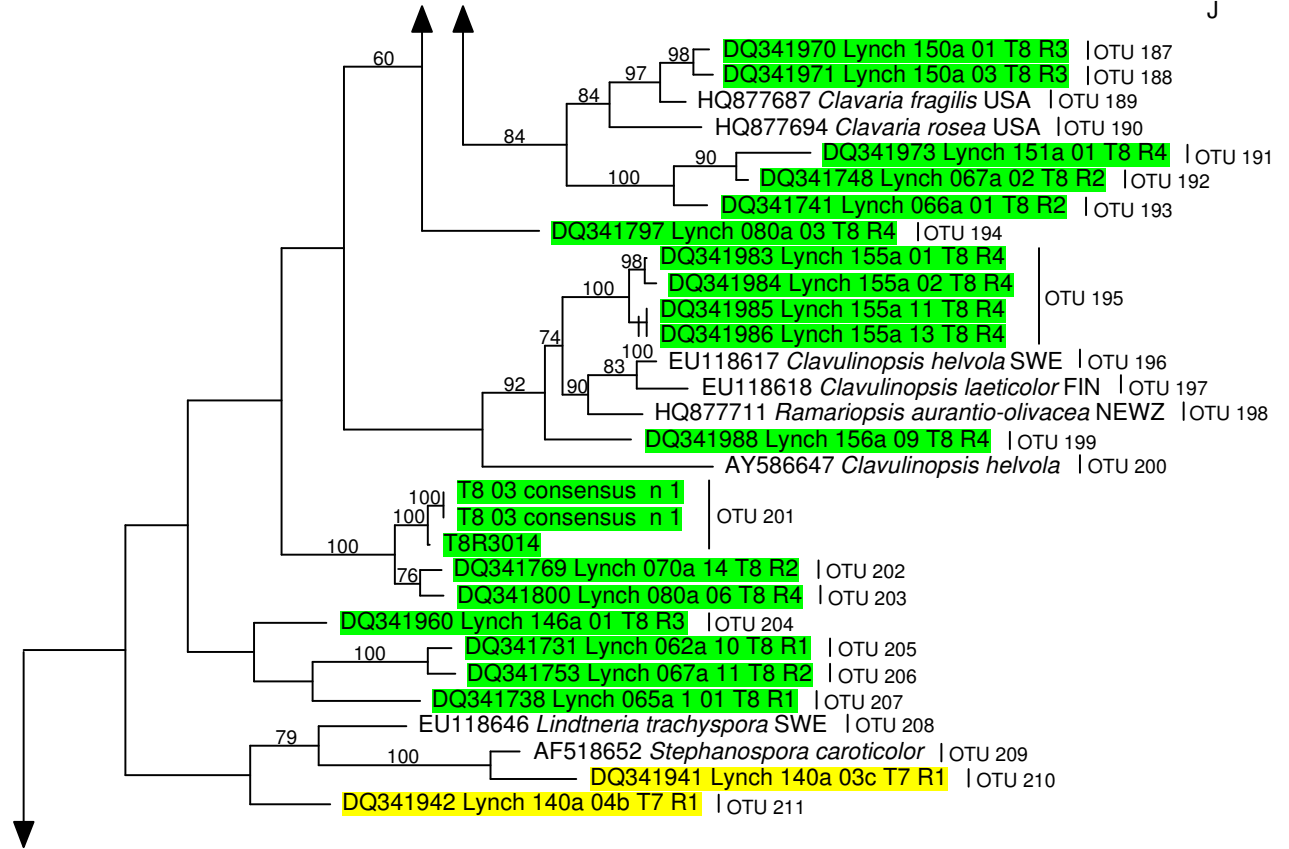 J
DQ341970 Lynch 150a 01 T8 R3 OTU 187
98
DQ341971 Lynch 150a 03 T8 R3 OTU 188
60
97
HQ877687 Clavaria fragilis USA OTU 189
84
HQ877694 Clavaria rosea USA OTU 190
84
DQ341973 Lynch 151a 01 T8 R4 OTU 191
90
DQ341748 Lynch 067a 02 T8 R2 OTU 192
100
DQ341741 Lynch 066a 01 T8 R2 OTU 193
DQ341797 Lynch 080a 03 T8 R4 OTU 194
DQ341983 Lynch 155a 01 T8 R4
98
DQ341984 Lynch 155a 02 T8 R4
100
OTU 195
DQ341985 Lynch 155a 11 T8 R4
DQ341986 Lynch 155a 13 T8 R4
74
100
EU118617 Clavulinopsis helvola SWE OTU 196
83
EU118618 Clavulinopsis laeticolor FIN OTU 197
92
90
HQ877711 Ramariopsis aurantio-olivacea NEWZ OTU 198
DQ341988 Lynch 156a 09 T8 R4 OTU 199
AY586647 Clavulinopsis helvola OTU 200
T8 03 consensus n 1
100
T8 03 consensus n 1
100
OTU 201
T8R3014
100
DQ341769 Lynch 070a 14 T8 R2 OTU 202
76
DQ341800 Lynch 080a 06 T8 R4 OTU 203
DQ341960 Lynch 146a 01 T8 R3 OTU 204
DQ341731 Lynch 062a 10 T8 R1 OTU 205
100
DQ341753 Lynch 067a 11 T8 R2 OTU 206
DQ341738 Lynch 065a 1 01 T8 R1 OTU 207
EU118646 Lindtneria trachyspora SWE OTU 208
79
AF518652 Stephanospora caroticolor OTU 209
100
DQ341941 Lynch 140a 03c T7 R1 OTU 210
DQ341942 Lynch 140a 04b T7 R1 OTU 211